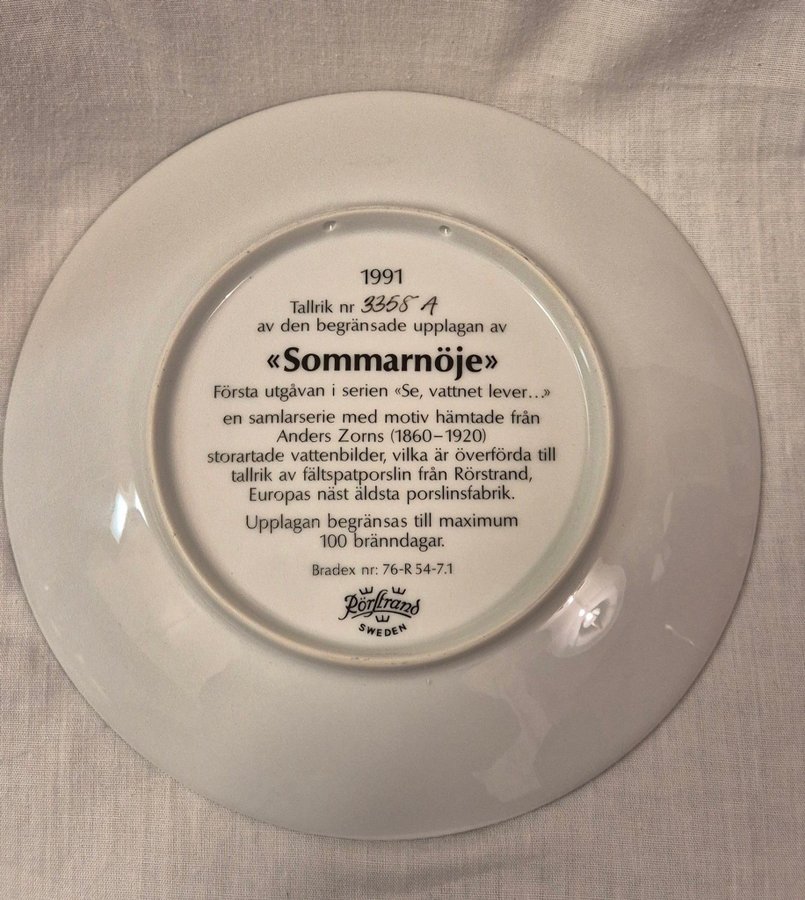 1991
Tallrik nr 3358 A
av den begränsade upplagan av
«Sommarnöje»
Första utgåvan i serien «Se, vattnet lever...»
en samlarserie med motiv hämtade från
Anders Zorns (1860–1920)
storartade vattenbilder, vilka är överförda till
tallrik av fältspatporslin från Rörstrand,
Europas näst äldsta porslinsfabrik.
Upplagan begränsas till maximum
100 bränndagar.
Bradex nr: 76-R 54-7.1
Rörstrand
SWEDEN